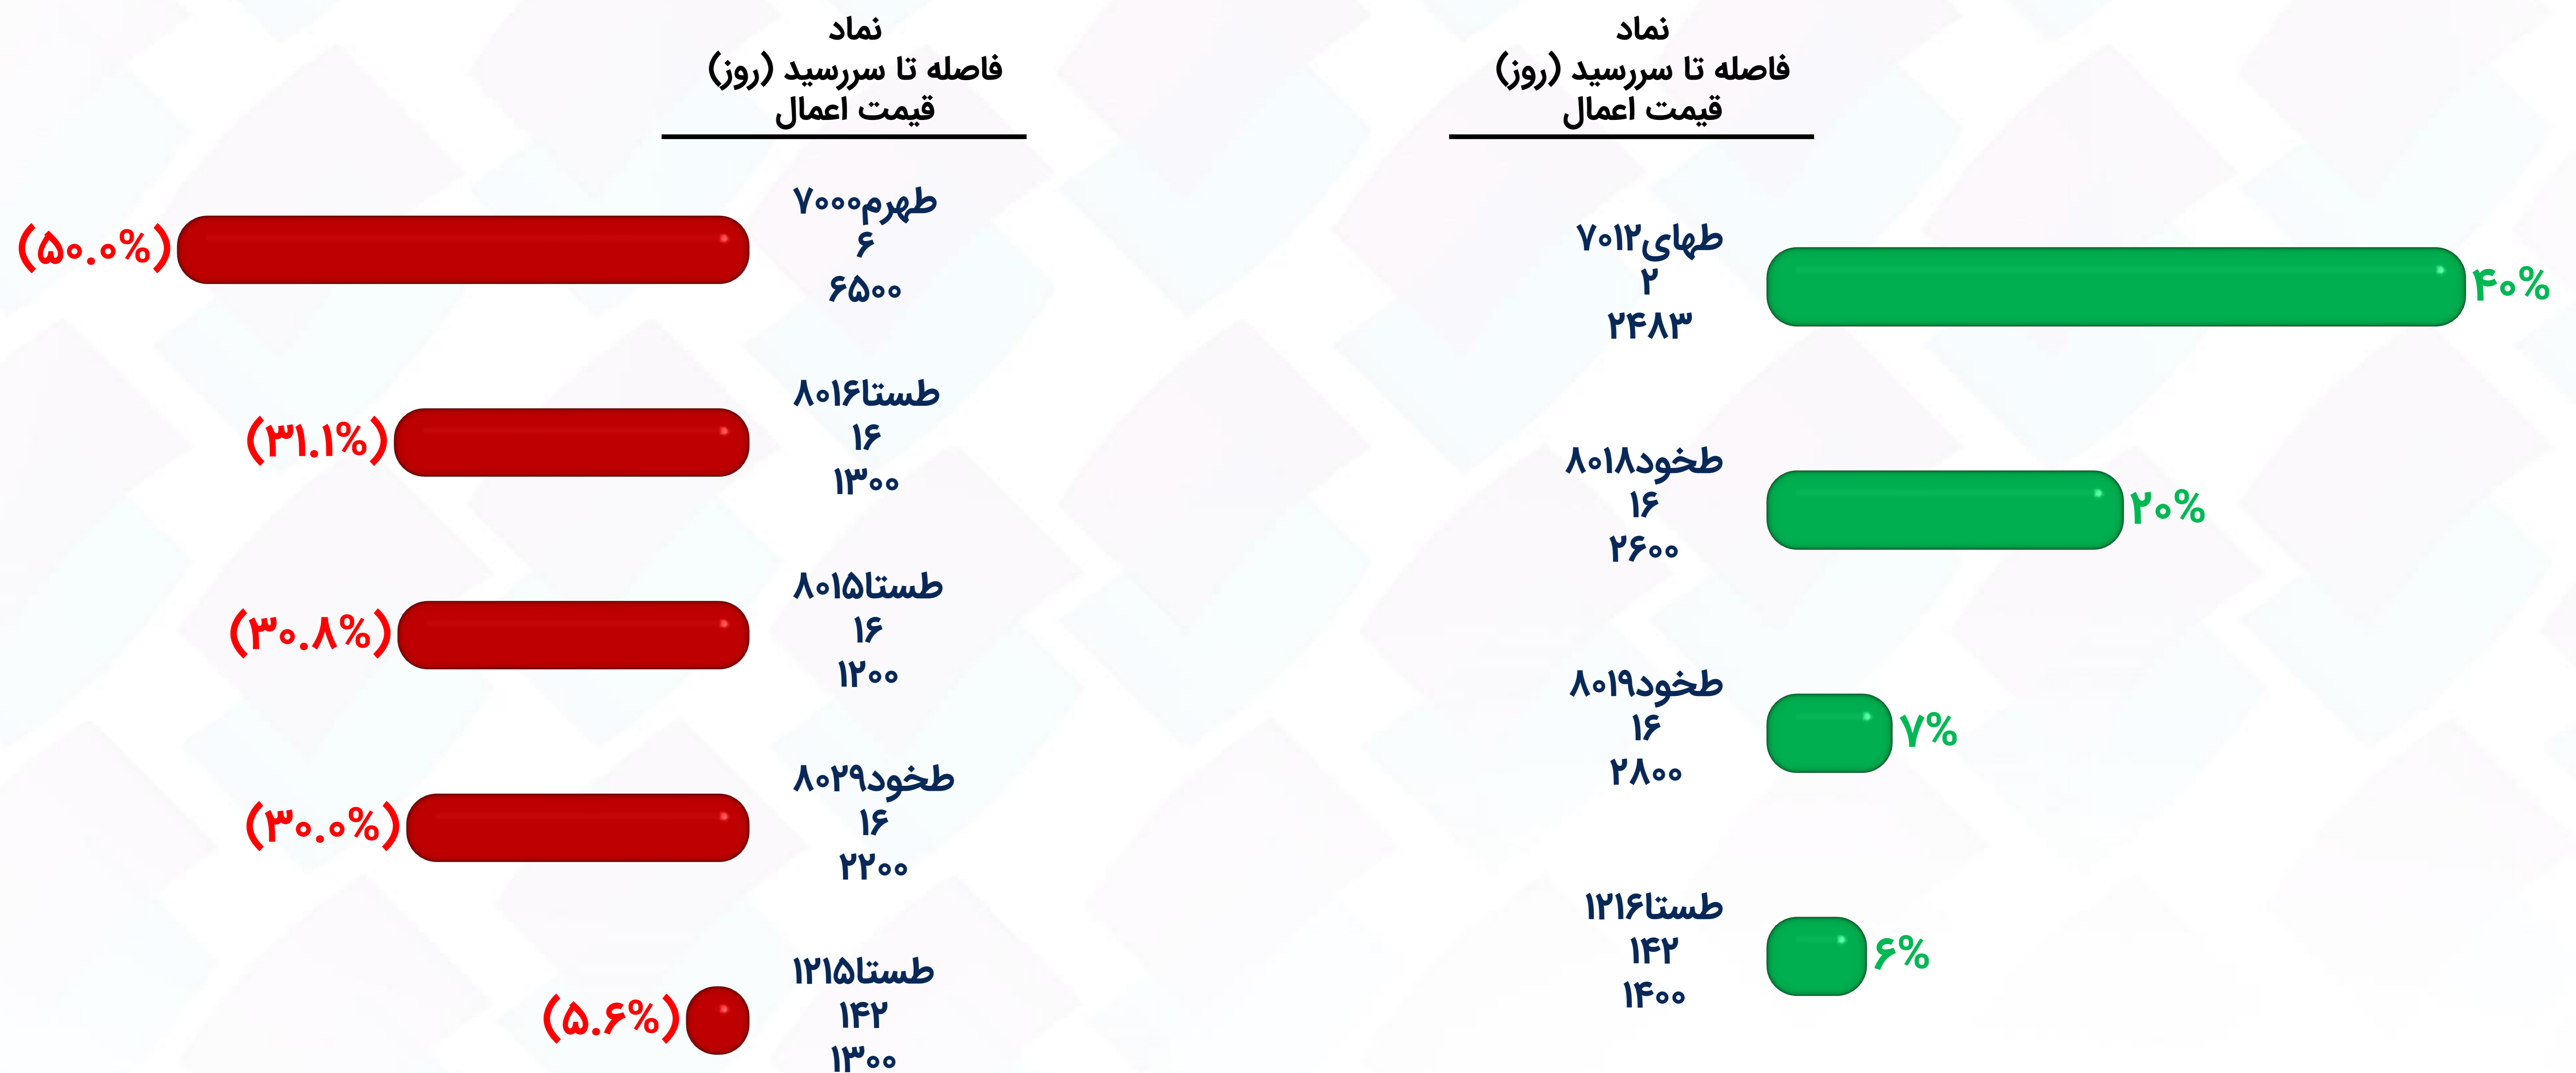 نماد
فاصله تا سررسید (روز)
قیمت اعمال
طهای۷۰۱۲
۲
۲۴۸۳
۴۰%
طخود۸۰۱۸
۱۶
۲۶۰۰
۲۰%
طخود۸۰۱۹
۱۶
۲۸۰۰
۷%
طستا۱۲۱۶
۱۴۲
۱۴۰۰
۶%
نماد
فاصله تا سررسید (روز)
قیمت اعمال
طهرم۷۰۰۰
۶
۶۵۰۰
(۵۰.۰%)
طستا۸۰۱۶
۱۶
۱۳۰۰
(۳۱.۱%)
طستا۸۰۱۵
۱۶
۱۲۰۰
(۳۰.۸%)
طخود۸۰۲۹
۱۶
۲۲۰۰
(۳۰.۰%)
طستا۱۲۱۵
۱۴۲
۱۳۰۰
(۵.۶%)